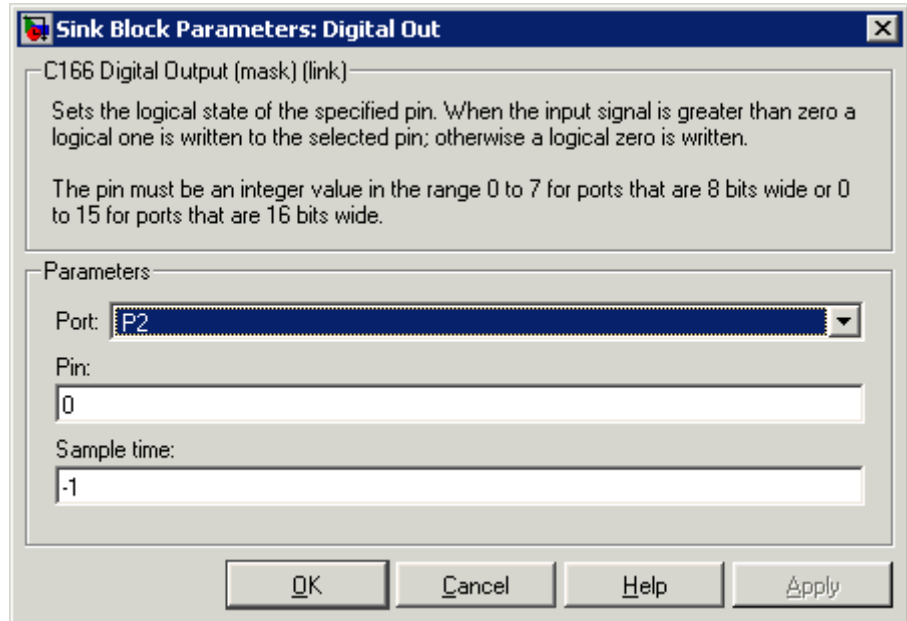 Sink Block Parameters: Digital Out
C166 Digital Output (mask) (link)
Sets the logical state of the specified pin. When the input signal is greater than zero a
logical one is written to the selected pin; otherwise a logical zero is written.
The pin must be an integer value in the range 0 to 7 for ports that are 8 bits wide or 0
to 15 for ports that are 16 bits wide.
Parameters
Port: P2
Pin:
0
Sample time:
-1
OK Cancel Help Apply